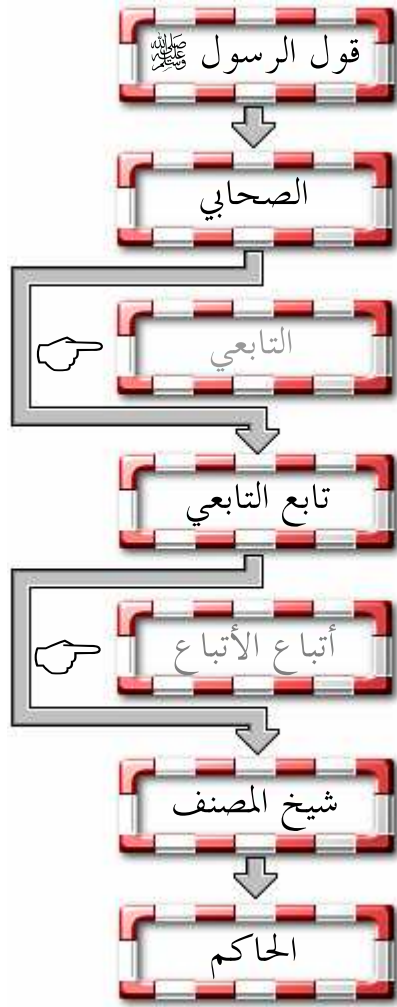 قول الرسول ﷺ
الصحابي
التابعي
تابع التابعي
أتباع الأتباع
شيخ المصنف
الحاكم